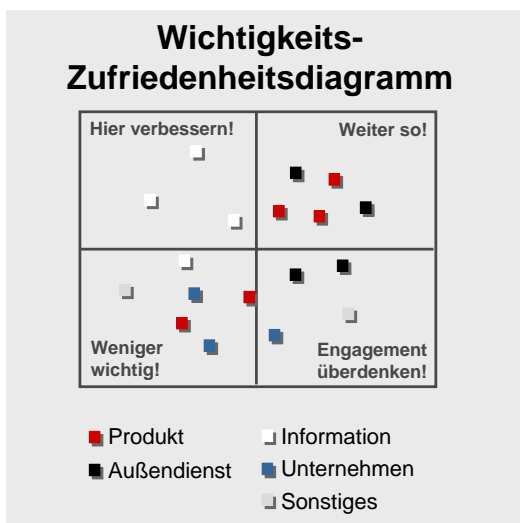 Wichtigkeits-
Zufriedenheitsdiagramm
Hier verbessern!
Weiter so!
Weniger
wichtig!
Engagement
überdenken!
Produkt
Information
Außendienst
Unternehmen
Sonstiges